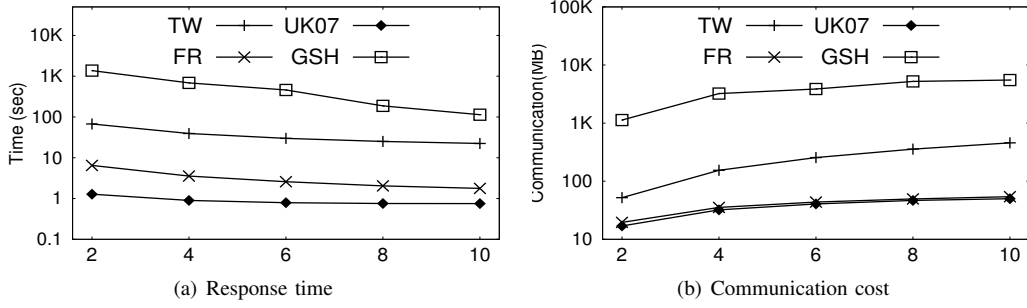 TW UK07
FR GSH
10K
1K
100
10
1
0.1
Time (sec)
2 4 6 8 10
(a) Response time
TW UK07
FR GSH
100K
10K
1K
100
10
Communication(MB)
2 4 6 8 10
(b) Communication cost